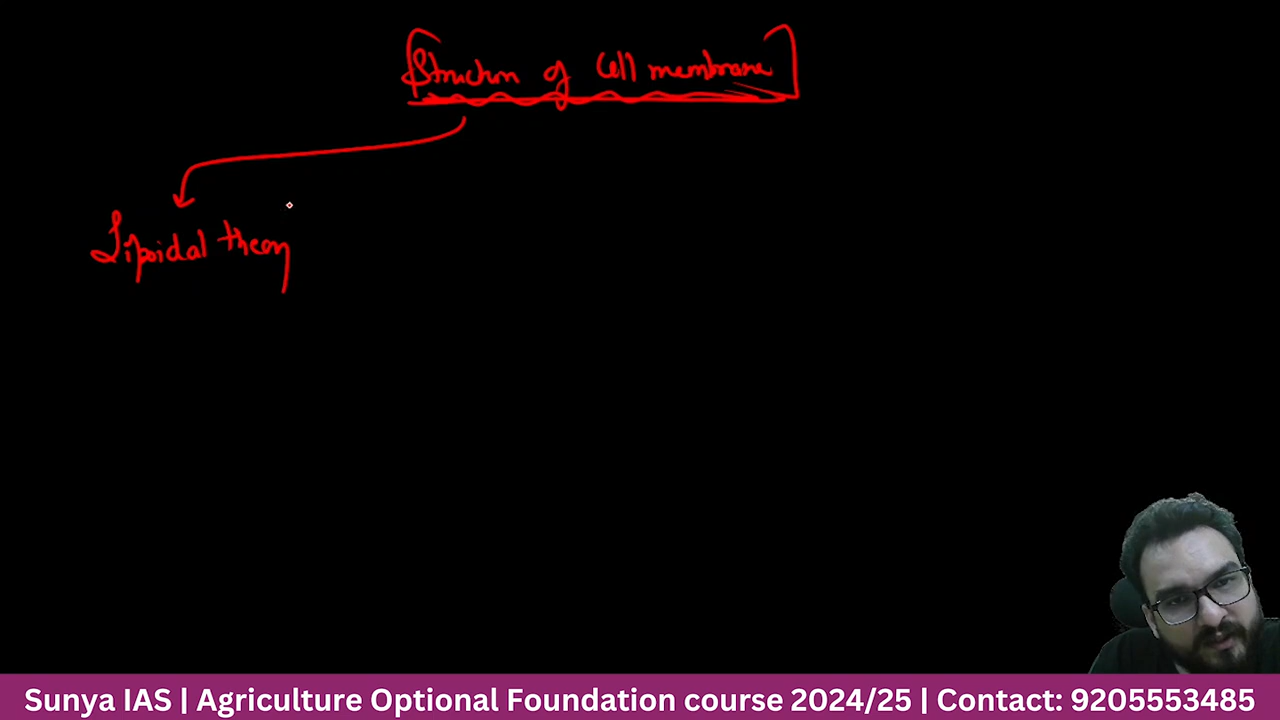 Structure of Cell membrane
Lipoidal theory
Sunya IAS | Agriculture Optional Foundation course 2024/25 | Contact: 9205553485